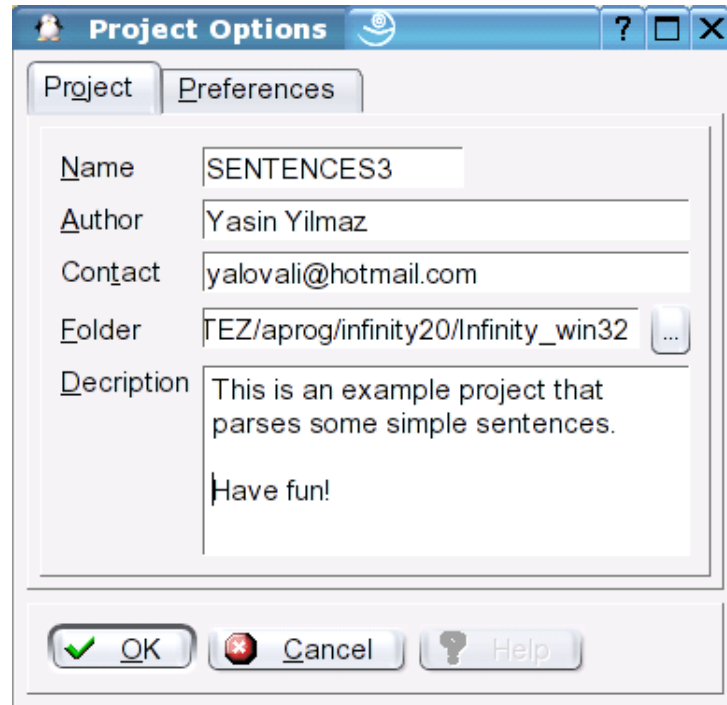 Project Options
?
Project Preferences
Name SENTENCES3
Author Yasin Yilmaz
Contact yalovali@hotmail.com
Folder TEZ/aprog/infinity20/Infinity_win32 ...
Decription This is an example project that
parses some simple sentences.
Have fun!
OK Cancel Help